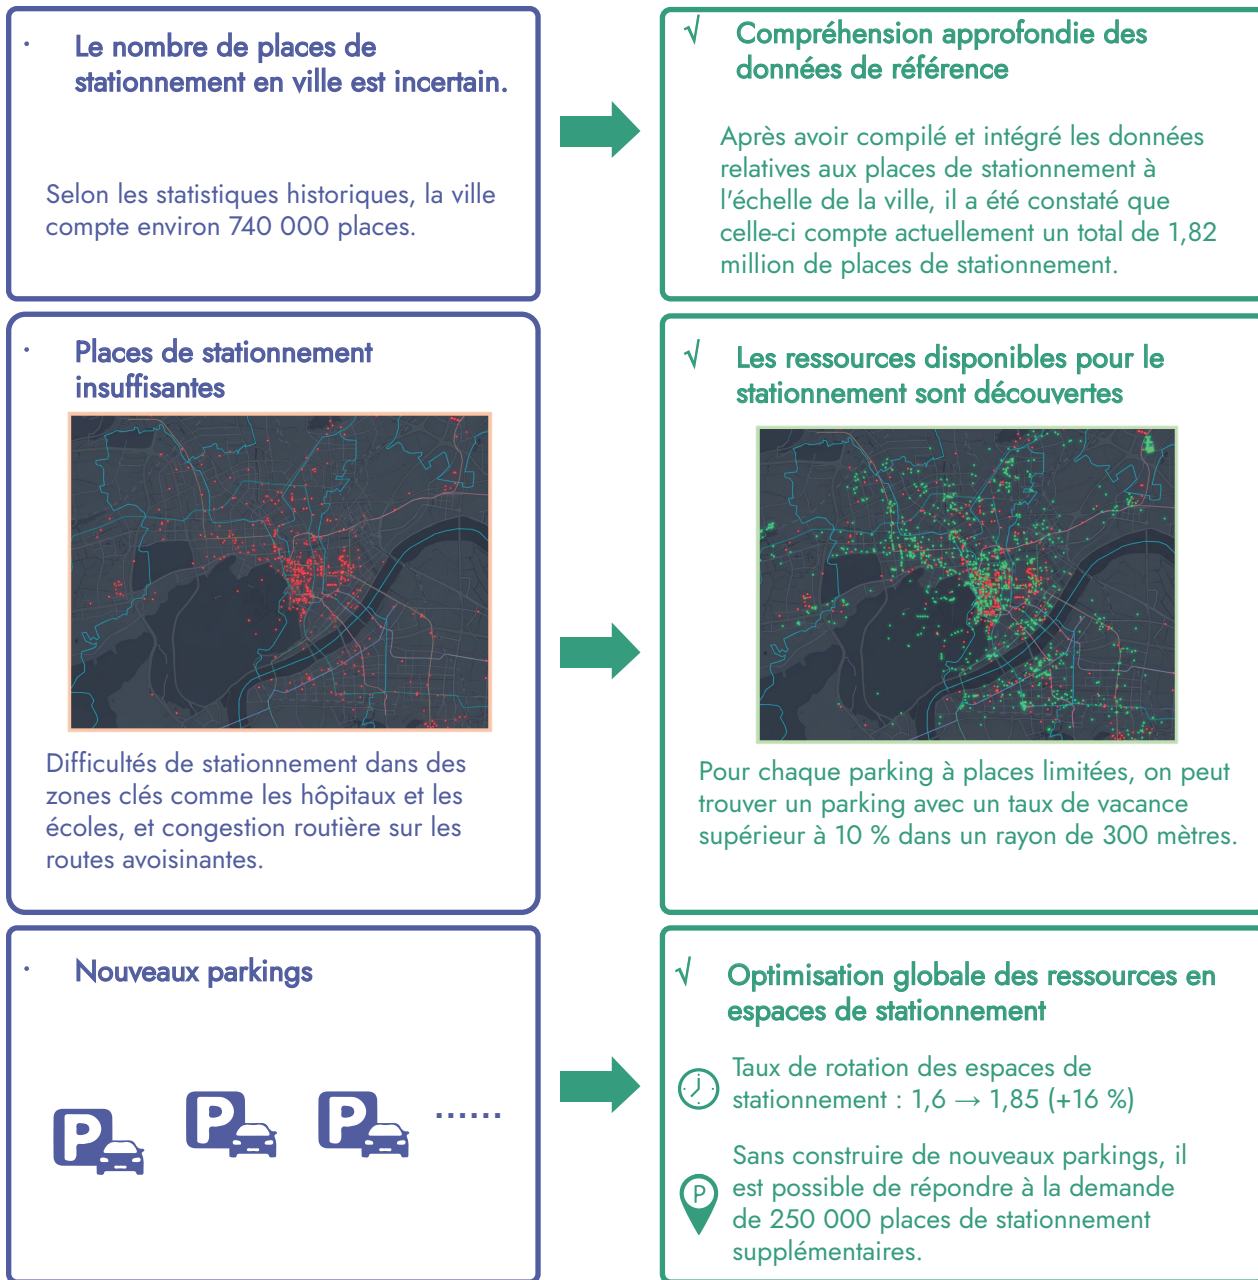 · Le nombre de places de
stationnement en ville est incertain.
Selon les statistiques historiques, la ville
compte environ 740 000 places.
√ Compréhension approfondie des
données de référence
Après avoir compilé et intégré les données
relatives aux places de stationnement à
l'échelle de la ville, il a été constaté que
celle-ci compte actuellement un total de 1,82
million de places de stationnement.
· Places de stationnement
insuffisantes
Difficultés de stationnement dans des
zones clés comme les hôpitaux et les
écoles, et congestion routière sur les
routes avoisinantes.
√ Les ressources disponibles pour le
stationnement sont découvertes
Pour chaque parking à places limitées, on peut
trouver un parking avec un taux de vacance
supérieur à 10 % dans un rayon de 300 mètres.
· Nouveaux parkings
P P P ......
√ Optimisation globale des ressources en
espaces de stationnement
Taux de rotation des espaces de
stationnement : 1,6 → 1,85 (+16 %)
P
Sans construire de nouveaux parkings, il
est possible de répondre à la demande
de 250 000 places de stationnement
supplémentaires.